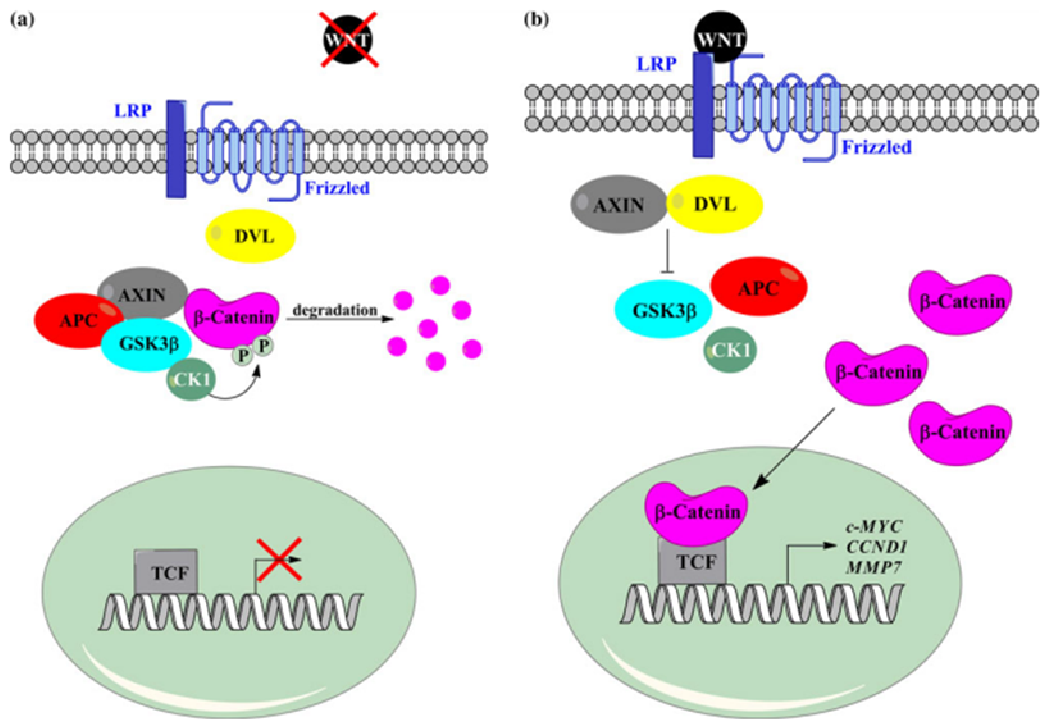 (a)
WNT
LRP
Frizzled
DVL
AXIN
APC
β-Catenin
GSK3β
P
P
CK1
degradation
TCF
(b)
WNT
LRP
Frizzled
AXIN
DVL
GSK3β
APC
CK1
β-Catenin
β-Catenin
β-Catenin
β-Catenin
TCF
c-MYC
CCND1
MMP7